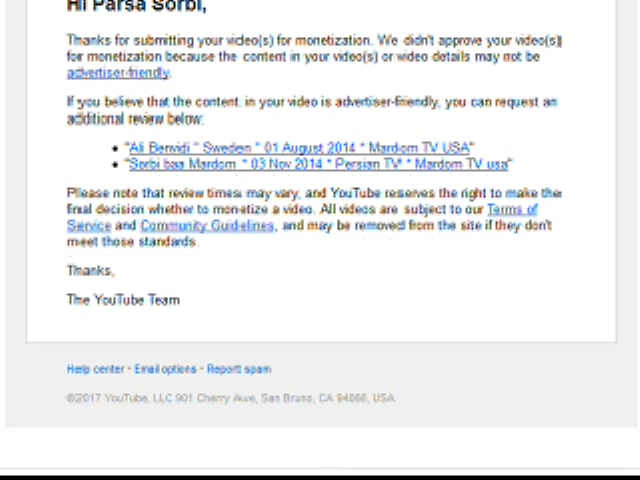 Hi Parsa Sorbi,
Thanks for submitting your video(s) for monetization. We didn't approve your video(s)
for monetization because the content in your video(s) or video details may not be
advertiser-friendly.
If you believe that the content in your video is advertiser-friendly, you can request an
additional review below:
• "Ali Berwidi * Sweden * 01 August 2014 * Mardom TV USA"
• "Sorbi baa Mardom * 03 Nov 2014 * Persian TV * Mardom TV usa"
Please note that review times may vary, and YouTube reserves the right to make the
final decision whether to monetize a video. All videos are subject to our Terms of
Service and Community Guidelines, and may be removed from the site if they don't
meet those standards.
Thanks,
The YouTube Team
Help center • Email options • Report spam
©2017 YouTube, LLC 901 Cherry Ave, San Bruno, CA 94066, USA